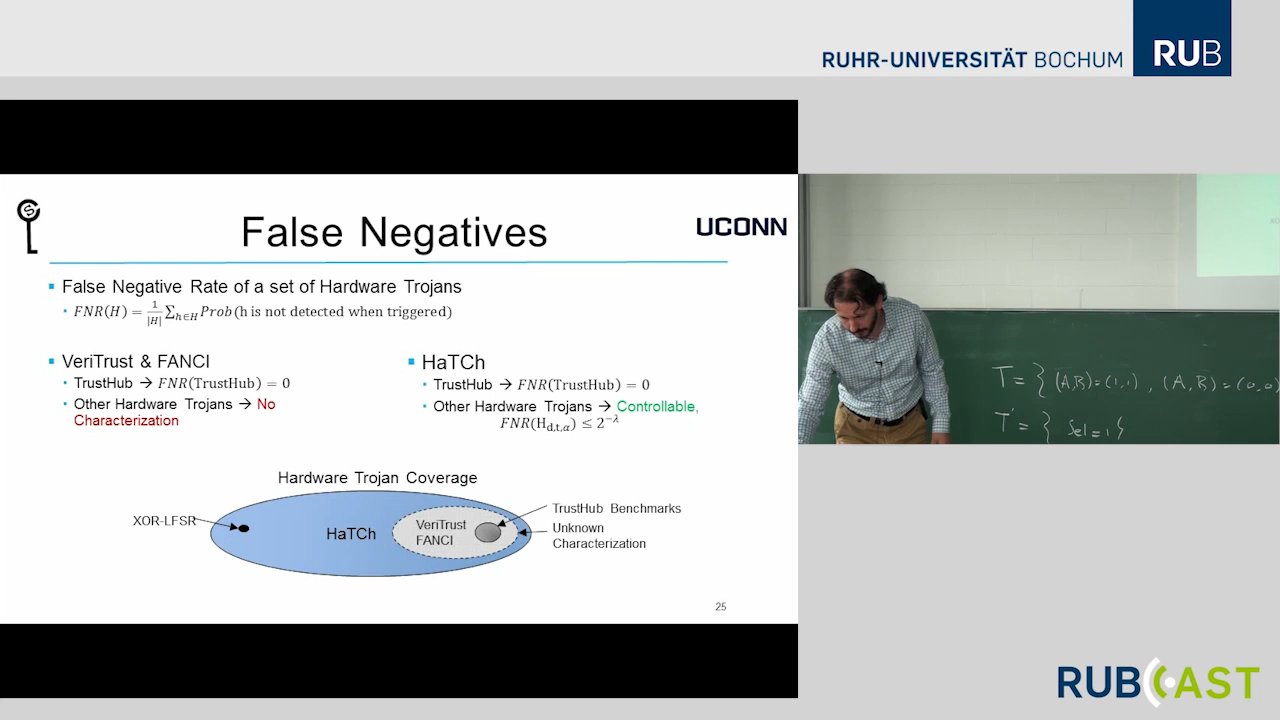 RUHR-UNIVERSITÄT BOCHUM RUB
False Negatives
UCONN
▪ False Negative Rate of a set of Hardware Trojans
▪ FNR(H) = 1/|H| ∑h∈H Prob(h is not detected when triggered)
▪ VeriTrust & FANCI
▪ TrustHub → FNR(TrustHub) = 0
▪ Other Hardware Trojans → No
Characterization
▪ HaTCh
▪ TrustHub → FNR(TrustHub) = 0
▪ Other Hardware Trojans → Controllable,
FNR(H_{d,t,α}) ≤ 2^{-λ}
Hardware Trojan Coverage
XOR-LFSR
HaTCh
VeriTrust
FANCI
TrustHub Benchmarks
Unknown
Characterization
25
T = { (A,B)=(1,1), (A,B)=(0,0)
T' = { Sel=1}
RUBCAST